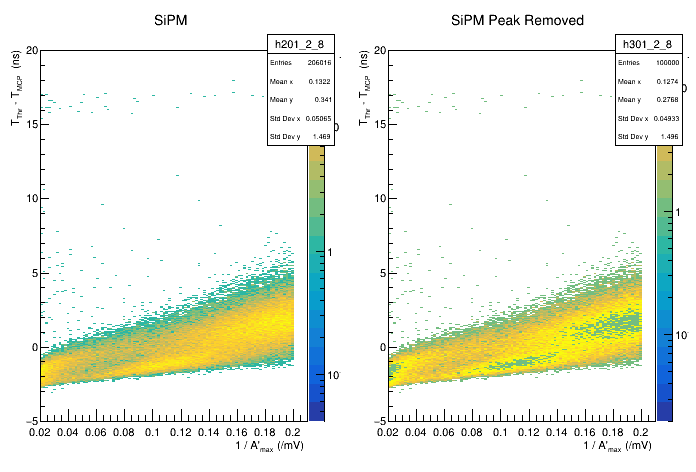 SiPM
h201_2_8
Entries 206016
Mean x 0.1322
Mean y 0.341
Std Dev x 0.05065
Std Dev y 1.469
T_Thr - T_MCP (ns)
20
15
10
5
0
−5
0.02 0.04 0.06 0.08 0.1 0.12 0.14 0.16 0.18 0.2
1 / A'_max (/mV)
1
10
SiPM Peak Removed
h301_2_8
Entries 100000
Mean x 0.1274
Mean y 0.2768
Std Dev x 0.04933
Std Dev y 1.496
T_Thr - T_MCP (ns)
20
15
10
5
0
−5
0.02 0.04 0.06 0.08 0.1 0.12 0.14 0.16 0.18 0.2
1 / A'_max (/mV)
1
10